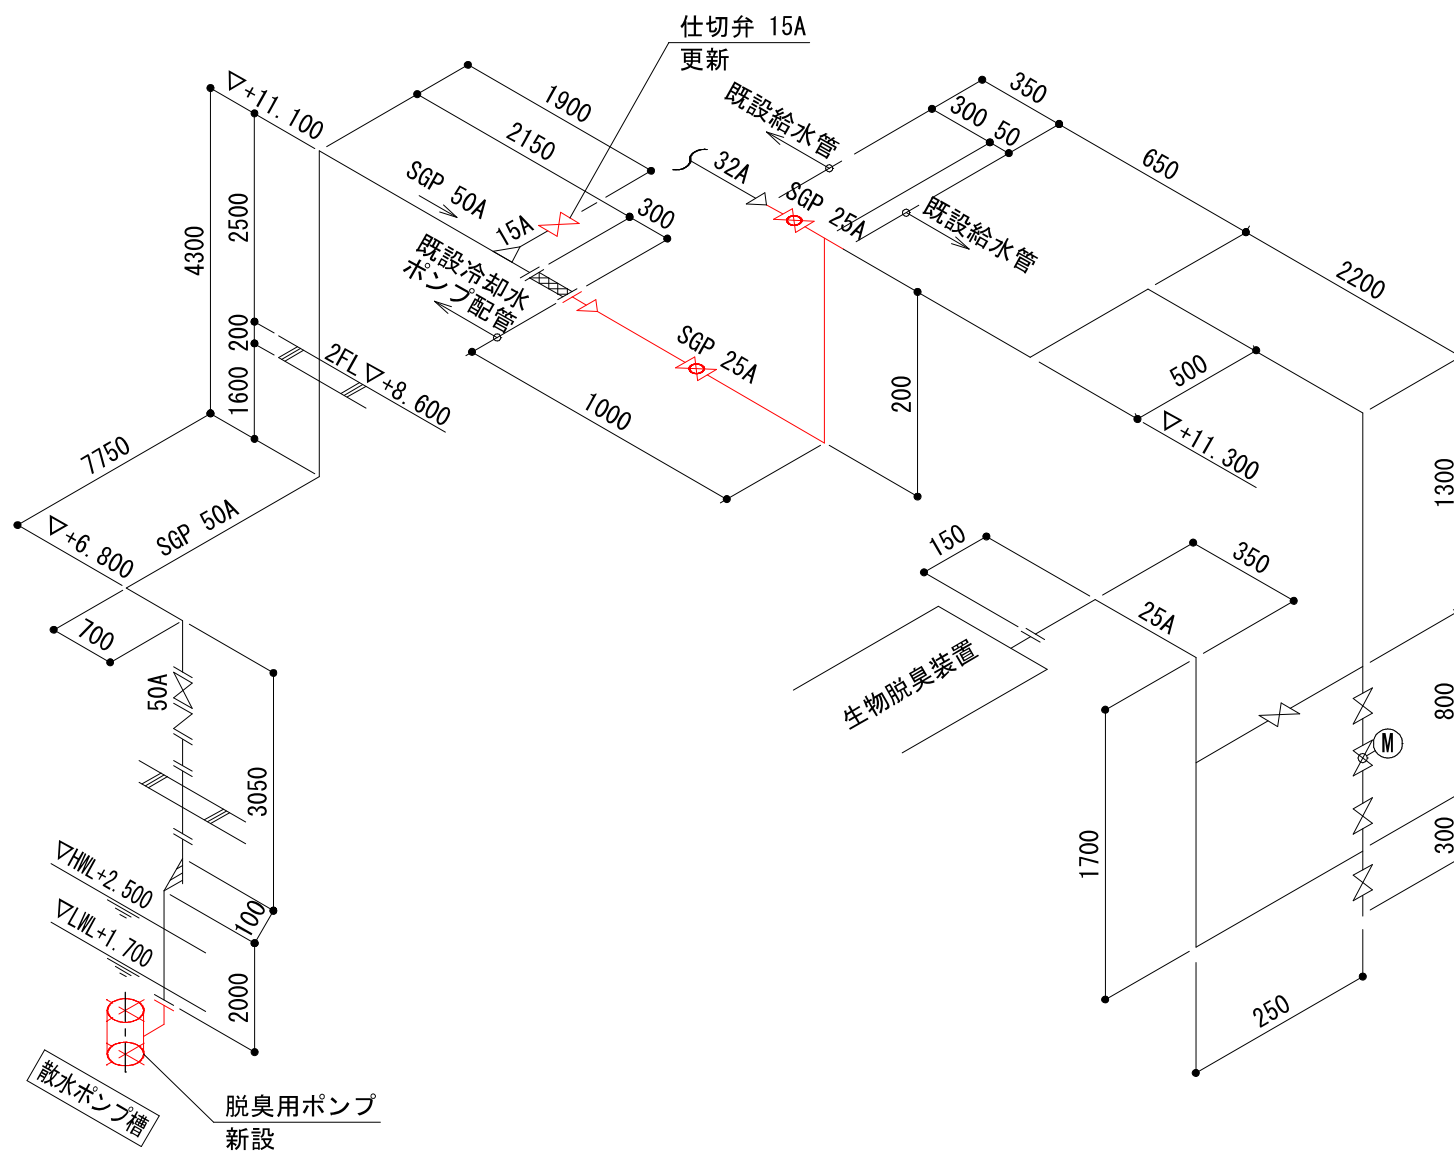 仕切弁 15A
更新
▽+11.100
1900
2150
300
SGP 50A
15A
既設冷却水
ポンプ配管
4300
2500
200
1600
2FL ▽+8.600
7750
SGP 50A
▽+6.800
700
SGP 25A
1000
既設給水管
32A
SGP 25A
300
50
350
650
2200
既設給水管
200
500
▽+11.300
1300
150
350
25A
生物脱臭装置
800
M
300
1700
250
50A
3050
▽HWL+2.500
▽LWL+1.700
100
2000
散水ポンプ槽
脱臭用ポンプ
新設